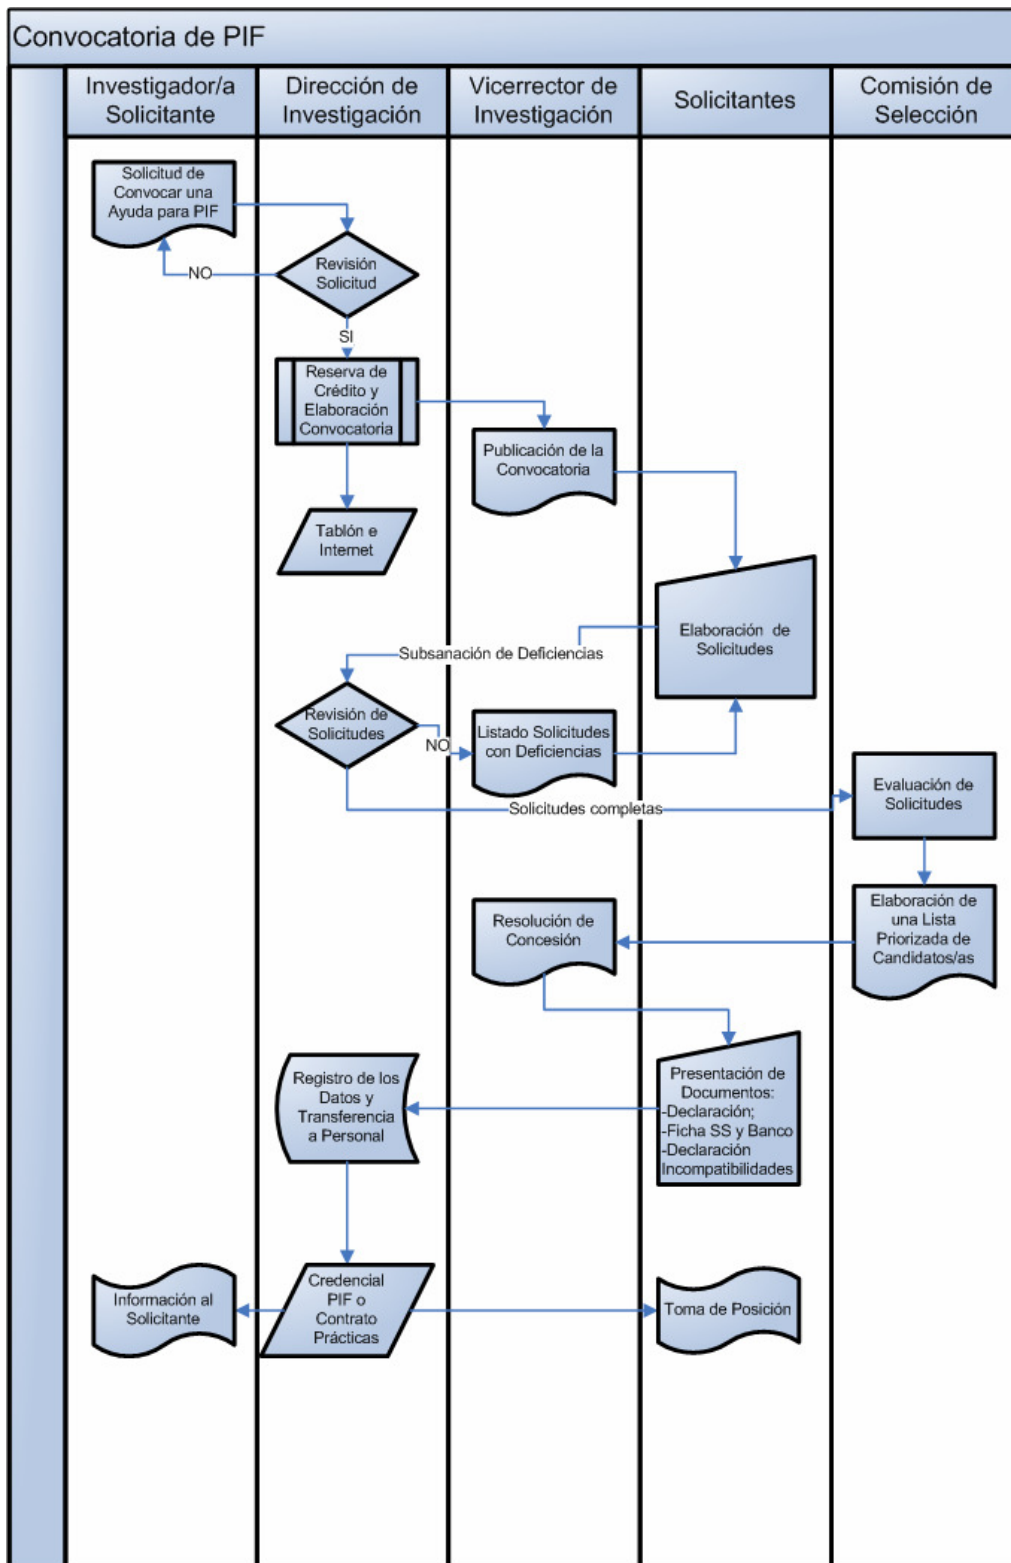 Convocatoria de PIF
Investigador/a
Solicitante
Dirección de
Investigación
Vicerrector de
Investigación
Solicitantes
Comisión de
Selección
Solicitud de
Convocar una
Ayuda para PIF
Revisión
Solicitud
NO
SI
Reserva de
Crédito y
Elaboración
Convocatoria
Publicación de la
Convocatoria
Tablón e
Internet
Elaboración de
Solicitudes
Subsanación de Deficiencias
Revisión de
Solicitudes
NO
Listado Solicitudes
con Deficiencias
Solicitudes completas
Evaluación de
Solicitudes
Elaboración de
una Lista
Priorizada de
Candidatos/as
Resolución de
Concesión
Presentación de
Documentos:
-Declaración;
-Ficha SS y Banco
-Declaración
Incompatibilidades
Registro de los
Datos y
Transferencia
a Personal
Credencial
PIF o
Contrato
Prácticas
Información al
Solicitante
Toma de Posición